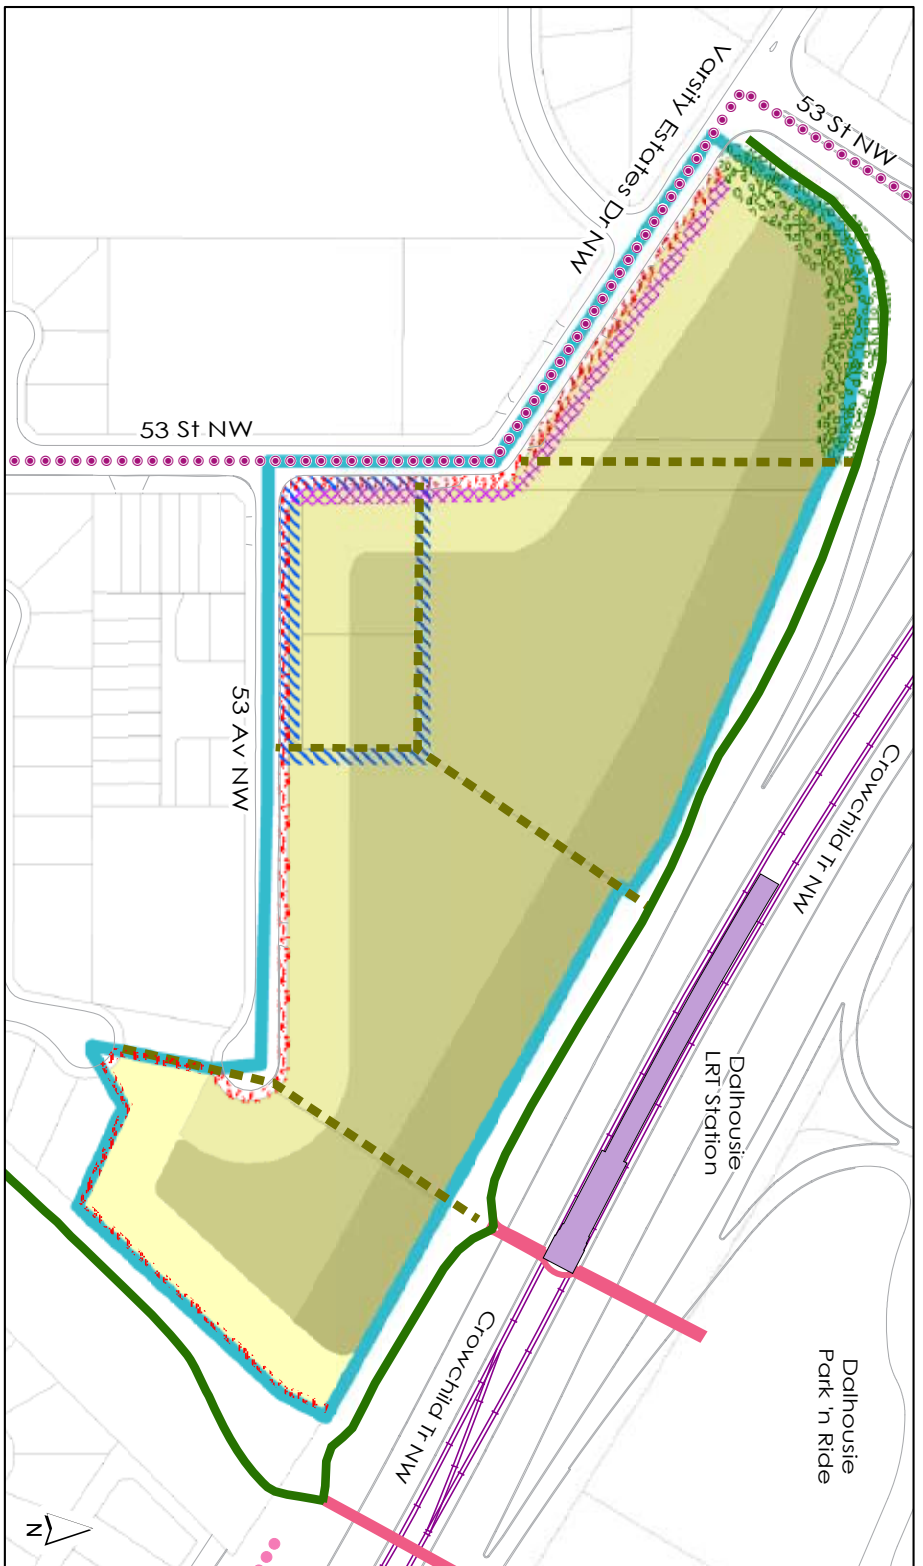 53 St NW
Varsity Estates Dr NW
53 St NW
53 Av NW
Crowchild Tr NW
Dalhousie
LRT Station
Crowchild Tr NW
Dalhousie
Park 'n Ride
N